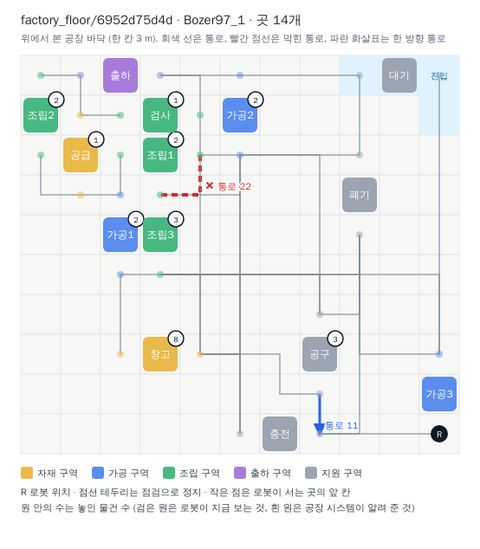 factory_floor/6952d75d4d · Bozer97_1 · 곳 14개
위에서 본 공장 바닥 (한 칸 3 m). 회색 선은 통로, 빨간 점선은 막힌 통로, 파란 화살표는 한 방향 통로
출하 대기
조립2 2 검사 1 가공2 2
공급 1 조립1 2
✕ 통로 22
폐기
가공1 2 조립3 3
창고 8 공구 3
가공3
통로 11
충전 R
자재 구역 가공 구역 조립 구역 출하 구역 지원 구역
R 로봇 위치 · 점선 테두리는 점검으로 정지 · 작은 점은 로봇이 서는 곳의 앞 칸
원 안의 수는 놓인 물건 수 (검은 원은 로봇이 지금 보는 것, 흰 원은 공장 시스템이 알려 준 것)